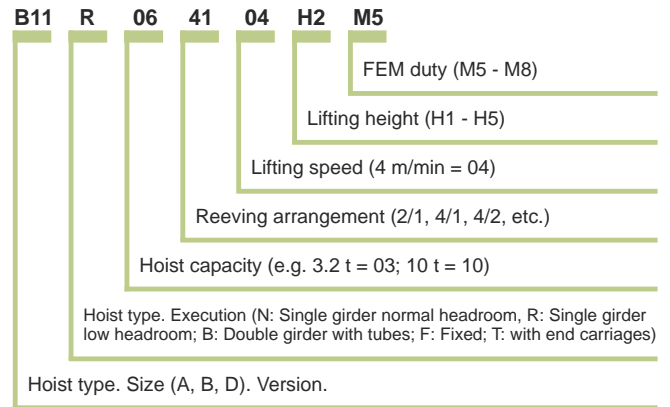 B11 R 06 41 04 H2 M5
FEM duty (M5 - M8)
Lifting height (H1 - H5)
Lifting speed (4 m/min = 04)
Reeving arrangement (2/1, 4/1, 4/2, etc.)
Hoist capacity (e.g. 3.2 t = 03; 10 t = 10)
Hoist type. Execution (N: Single girder normal headroom, R: Single girder
low headroom; B: Double girder with tubes; F: Fixed; T: with end carriages)
Hoist type. Size (A, B, D). Version.